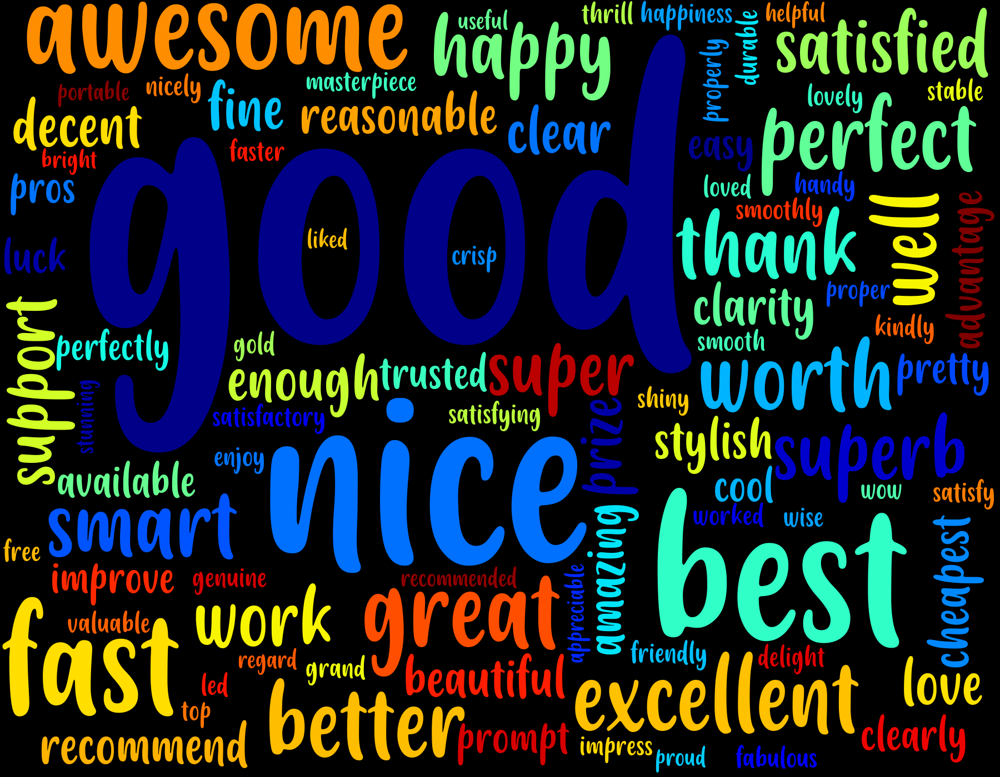 awesome
useful
happy
thrill
happiness
durable
helpful
satisfied
portable
nicely
fine
masterpiece
reasonable
clear
properly
lovely
stable
decent
bright
faster
easy
perfect
pros
good
loved
handy
smoothly
well
advantage
luck
liked
crisp
thank
proper
clarity
support
perfectly
gold
smooth
kindly
enough
trusted
super
worth
pretty
stunning
satisfactory
satisfying
prize
shiny
stylish
superb
available
enjoy
nice
cool
wow
satisfy
smart
amazing
worked
wise
cheapest
free
improve
genuine
recommended
appreciable
best
fast
valuable
work
great
friendly
delight
regard
grand
beautiful
excellent
love
led
top
better
recommend
prompt
impress
proud
fabulous
clearly